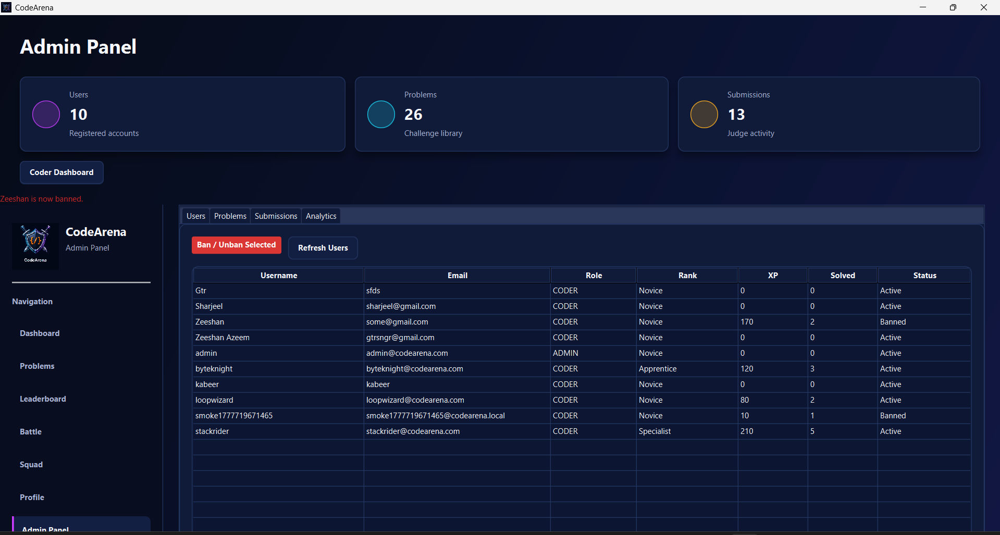 CodeArena
Admin Panel
Users
10
Registered accounts
Problems
26
Challenge library
Submissions
13
Judge activity
Coder Dashboard
Zeeshan is now banned.
CodeArena
CodeArena
Admin Panel
Navigation
Dashboard
Problems
Leaderboard
Battle
Squad
Profile
Admin Panel
Users Problems Submissions Analytics
Ban / Unban Selected Refresh Users
Username Email Role Rank XP Solved Status
Gtr sfds CODER Novice 0 0 Active
Sharjeel sharjeel@gmail.com CODER Novice 0 0 Active
Zeeshan some@gmail.com CODER Novice 170 2 Banned
Zeeshan Azeem gtrsngr@gmail.com CODER Novice 0 0 Active
admin admin@codearena.com ADMIN Novice 0 0 Active
byteknight byteknight@codearena.com CODER Apprentice 120 3 Active
kabeer kabeer CODER Novice 0 0 Active
loopwizard loopwizard@codearena.com CODER Novice 80 2 Active
smoke1777719671465 smoke1777719671465@codearena.local CODER Novice 10 1 Banned
stackrider stackrider@codearena.com CODER Specialist 210 5 Active